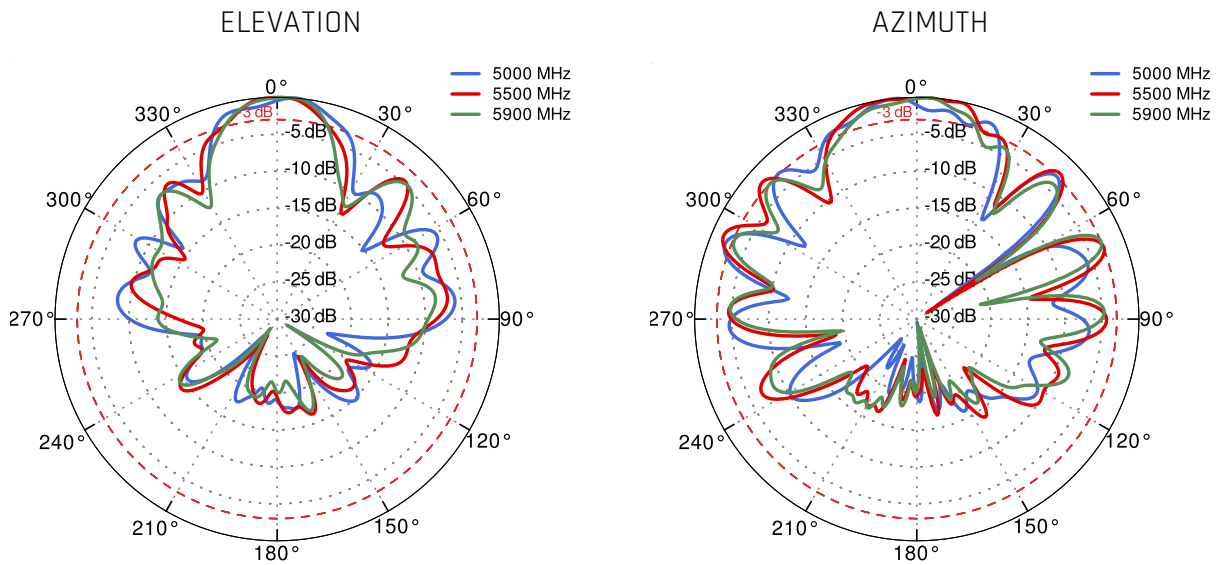 ELEVATION
5000 MHz
5500 MHz
5900 MHz
0°
30°
60°
90°
120°
150°
180°
210°
240°
270°
300°
330°
-3 dB
-5 dB
-10 dB
-15 dB
-20 dB
-25 dB
-30 dB
AZIMUTH
5000 MHz
5500 MHz
5900 MHz
0°
30°
60°
90°
120°
150°
180°
210°
240°
270°
300°
330°
-3 dB
-5 dB
-10 dB
-15 dB
-20 dB
-25 dB
-30 dB